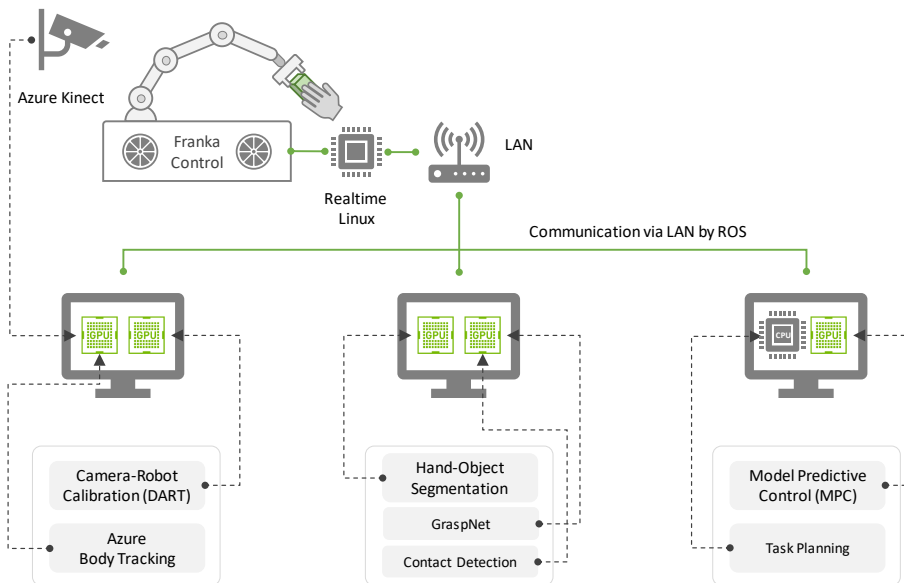 Azure Kinect
Franka
Control
Realtime
Linux
LAN
Communication via LAN by ROS
GPU
GPU
GPU
GPU
CPU
GPU
Camera-Robot
Calibration (DART)
Azure
Body Tracking
Hand-Object
Segmentation
GraspNet
Contact Detection
Model Predictive
Control (MPC)
Task Planning